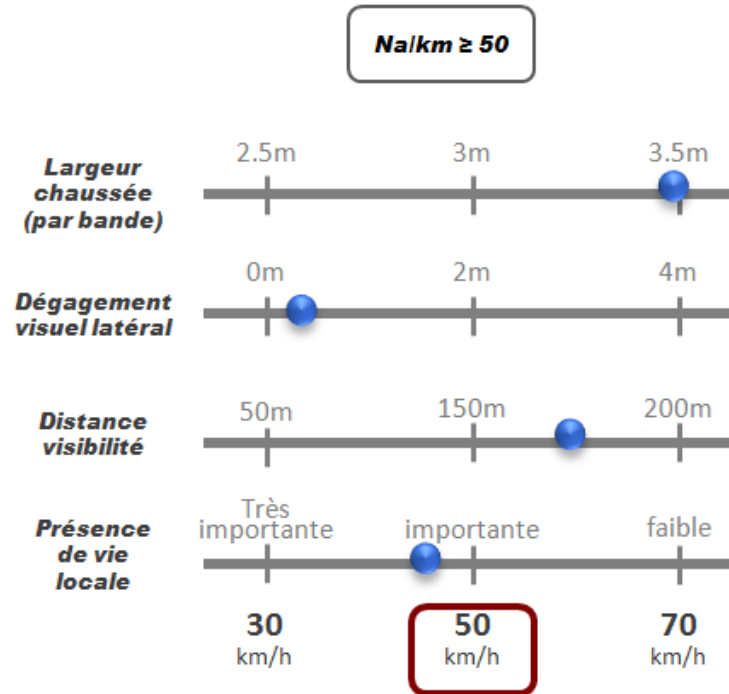 Na/km ≥ 50
Largeur
chaussée
(par bande)
2.5m 3m 3.5m
Dégagement
visuel latéral
0m 2m 4m
Distance
visibilité
50m 150m 200m
Présence
de vie
locale
Très
importante importante faible
30 50 70
km/h km/h km/h